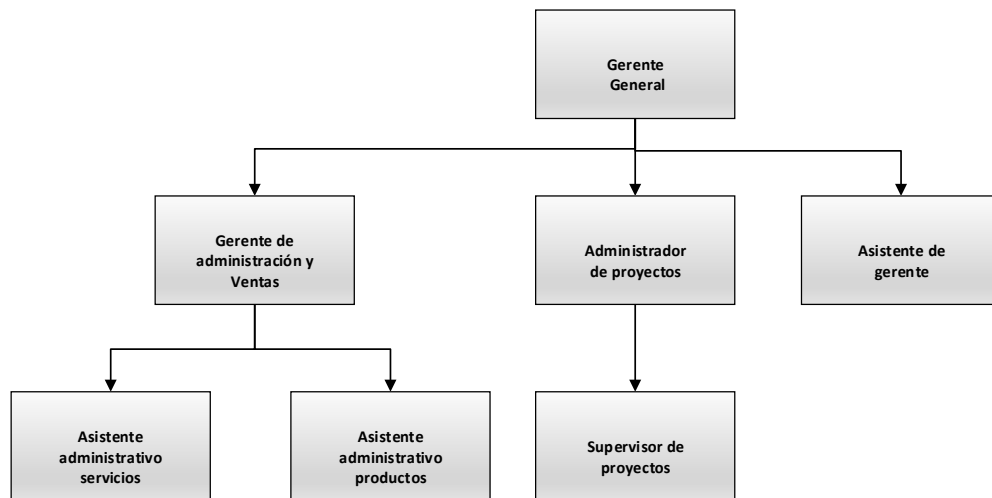 Gerente
General
Gerente de
administración y
Ventas
Administrador
de proyectos
Asistente de
gerente
Asistente
administrativo
servicios
Asistente
administrativo
productos
Supervisor de
proyectos